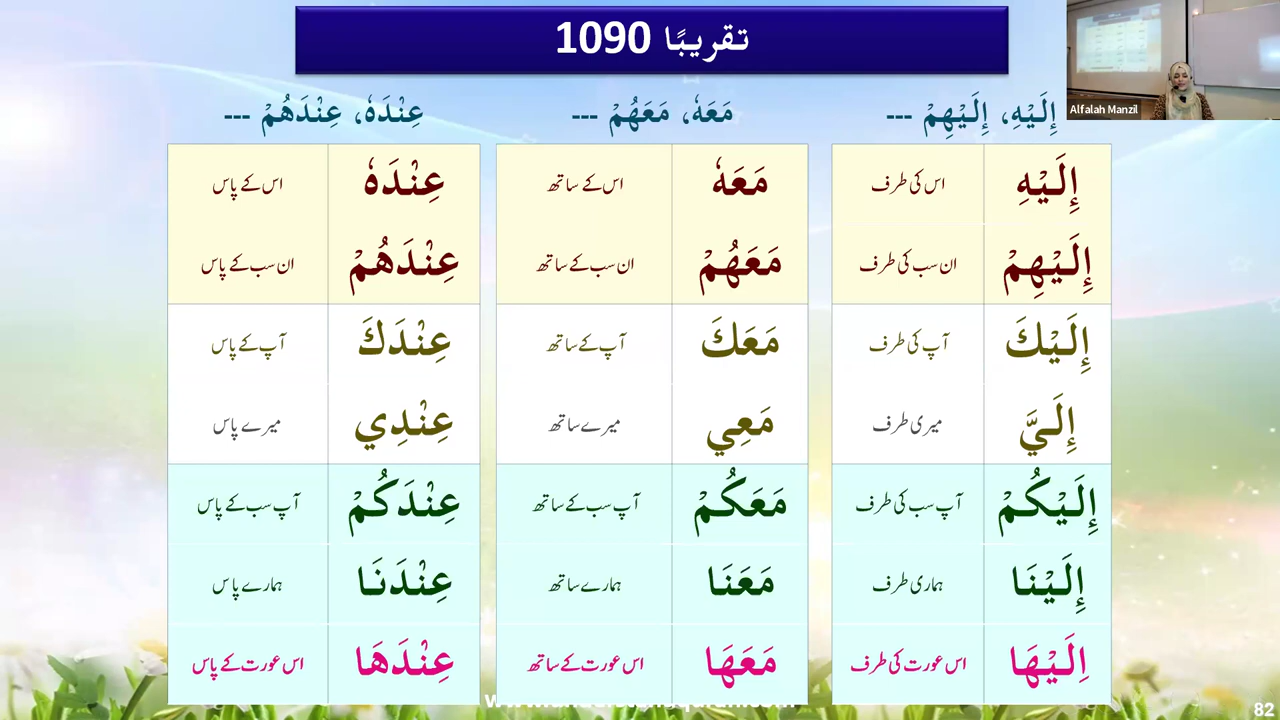 تقريبًا 1090
Alfalah Manzil
إِلَيْهِ، إِلَيْهِمْ ---
إِلَيْهِ اس کی طرف
إِلَيْهِمْ ان سب کی طرف
إِلَيْكَ آپ کی طرف
إِلَيَّ میری طرف
إِلَيْكُمْ آپ سب کی طرف
إِلَيْنَا ہماری طرف
اِلَيْهَا اس عورت کی طرف
مَعَهٗ، مَعَهُمْ ---
مَعَهٗ اس کے ساتھ
مَعَهُمْ ان سب کے ساتھ
مَعَكَ آپ کے ساتھ
مَعِي میرے ساتھ
مَعَكُمْ آپ سب کے ساتھ
مَعَنَا ہمارے ساتھ
مَعَهَا اس عورت کے ساتھ
عِنْدَهٗ، عِنْدَهُمْ ---
عِنْدَهٗ اس کے پاس
عِنْدَهُمْ ان سب کے پاس
عِنْدَكَ آپ کے پاس
عِنْدِي میرے پاس
عِنْدَكُمْ آپ سب کے پاس
عِنْدَنَا ہمارے پاس
عِنْدَهَا اس عورت کے پاس
82